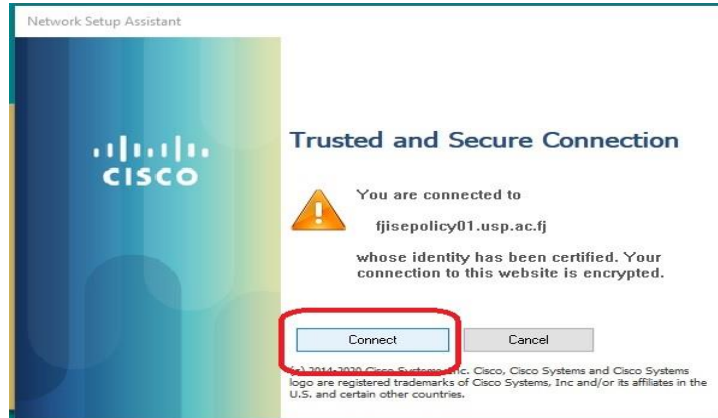 Network Setup Assistant
CISCO
Trusted and Secure Connection
You are connected to
fjisepolicy01.usp.ac.fj
whose identity has been certified. Your
connection to this website is encrypted.
Connect
Cancel
(c) 2014-2020 Cisco Systems, Inc. Cisco, Cisco Systems and Cisco Systems
logo are registered trademarks of Cisco Systems, Inc and/or its affiliates in the
U.S. and certain other countries.